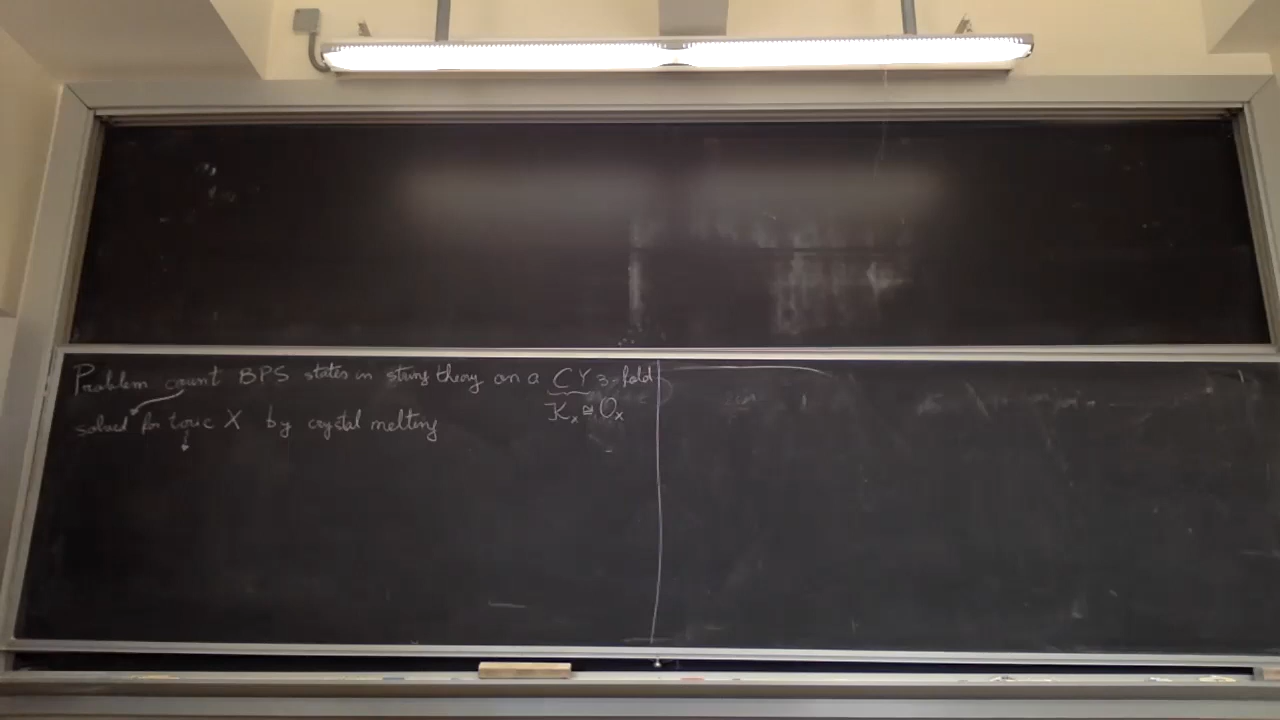 Problem count BPS states in string theory on a CY 3-fold
K_x ≅ O_x
solved for toric X by crystal melting